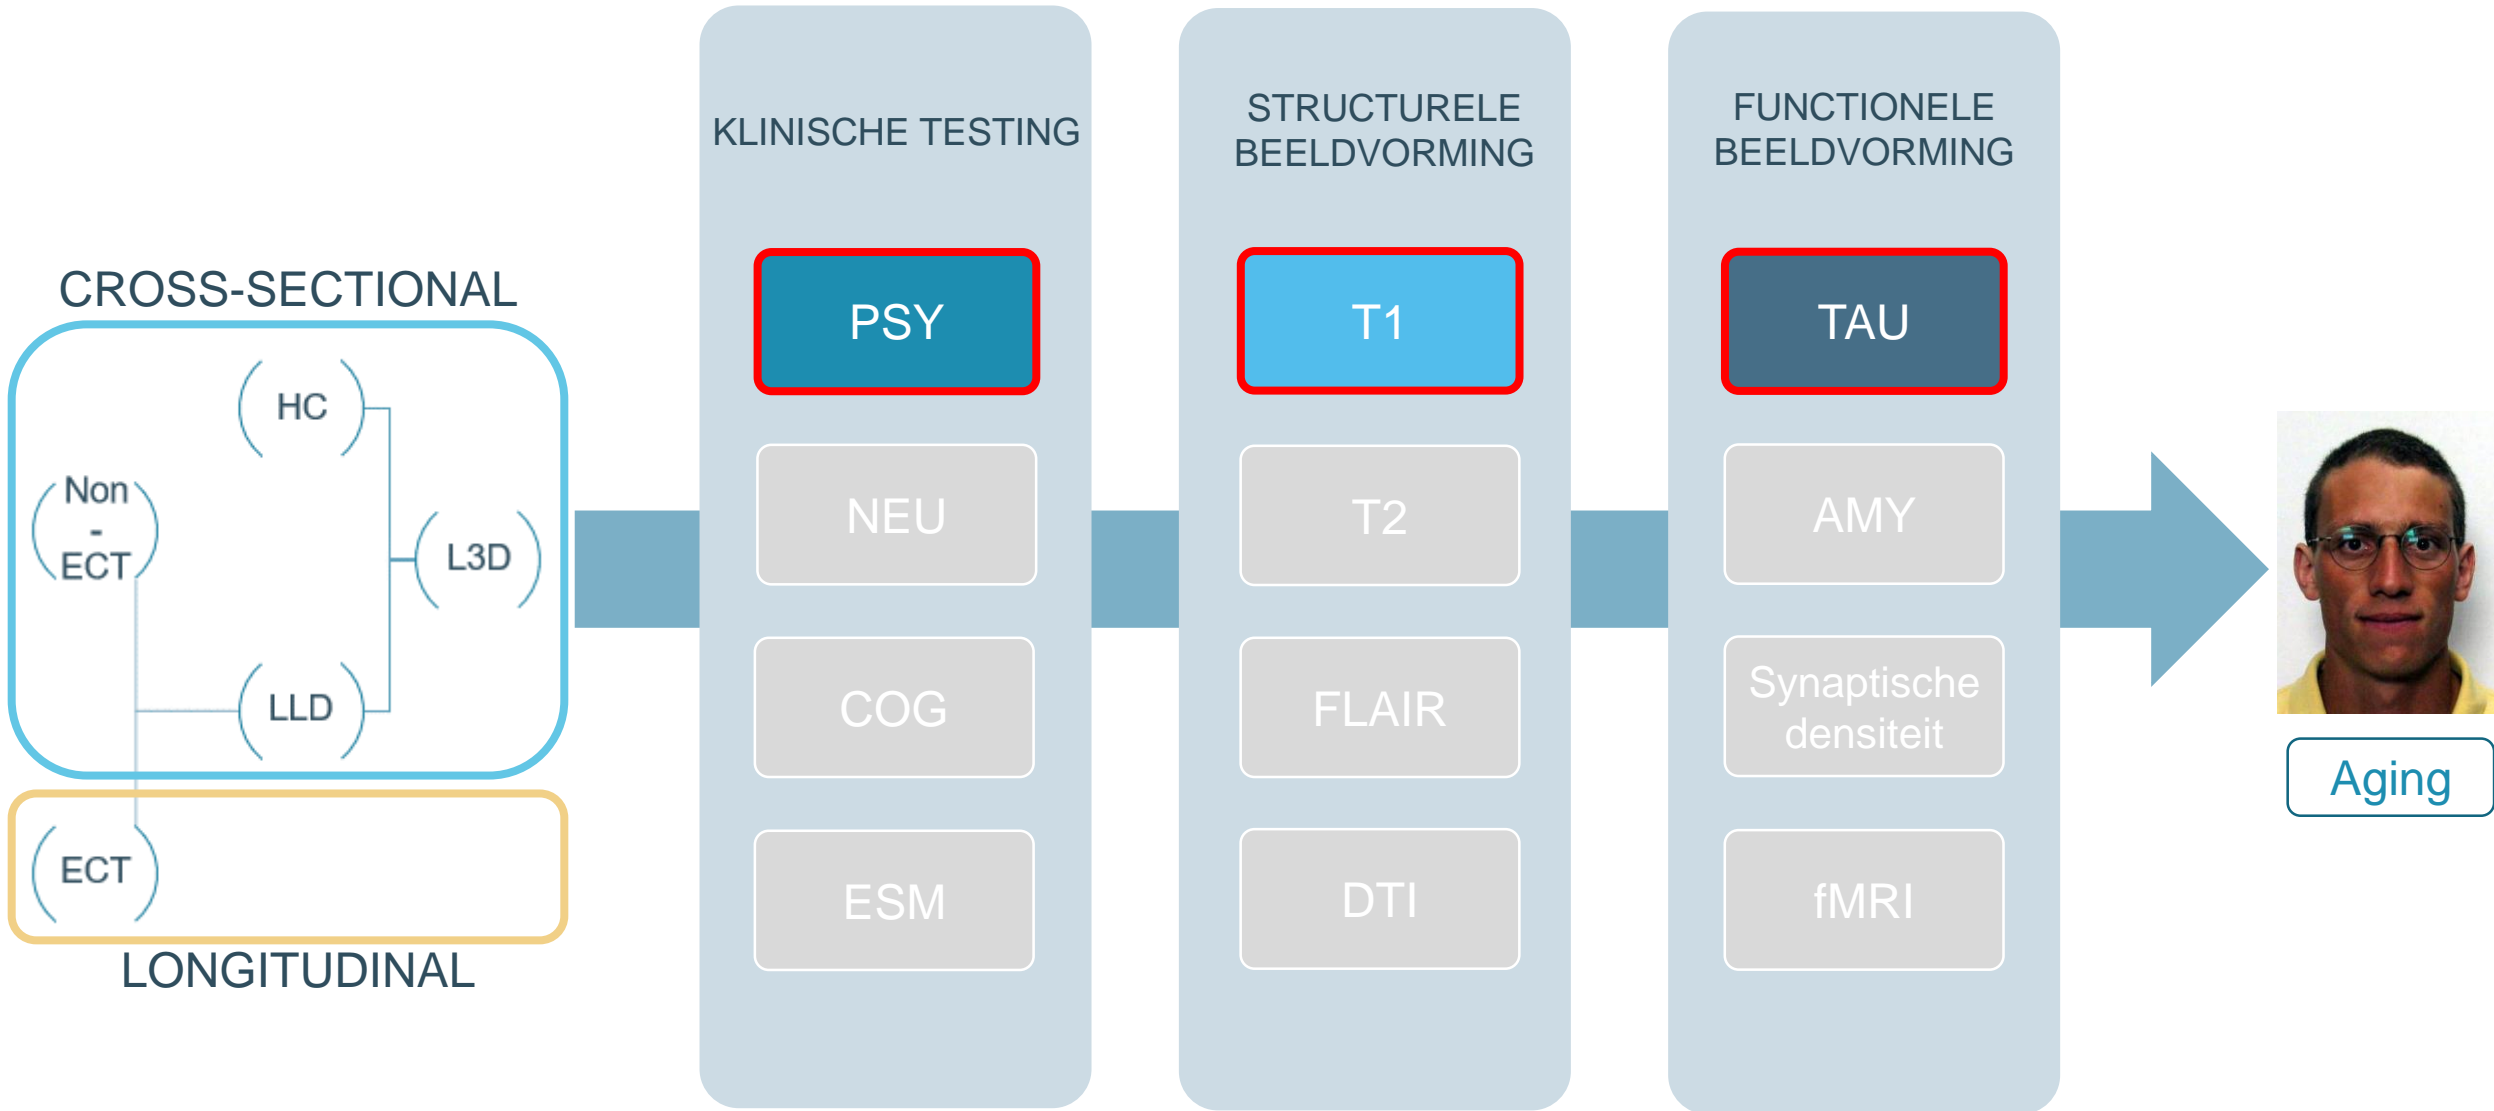 CROSS-SECTIONAL
HC
Non
-
ECT
L3D
LLD
ECT
LONGITUDINAL
KLINISCHE TESTING
PSY
NEU
COG
ESM
STRUCTURELE
BEELDVORMING
T1
T2
FLAIR
DTI
FUNCTIONELE
BEELDVORMING
TAU
AMY
Synaptische
densiteit
fMRI
Aging